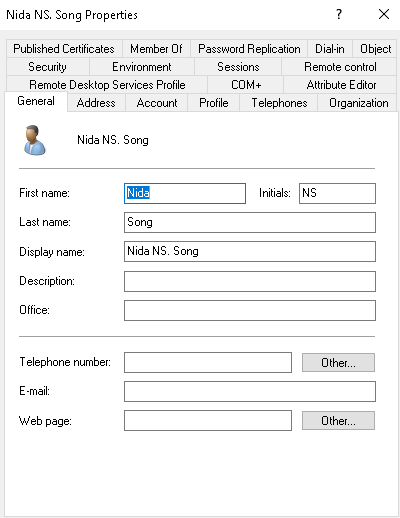 Nida NS. Song Properties ?
Published Certificates Member Of Password Replication Dial-in Object
Security Environment Sessions Remote control
Remote Desktop Services Profile COM+ Attribute Editor
General Address Account Profile Telephones Organization
Nida NS. Song
First name: Nida Initials: NS
Last name: Song
Display name: Nida NS. Song
Description:
Office:
Telephone number: Other...
E-mail:
Web page: Other...